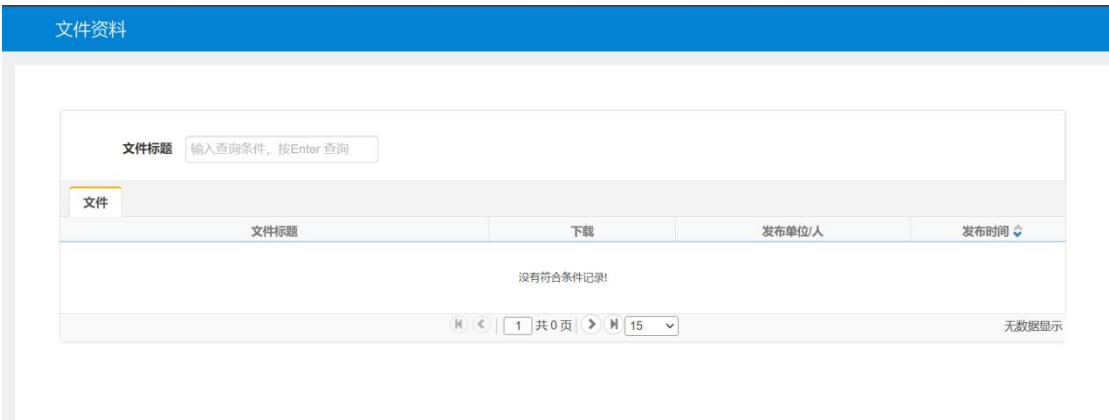 文件资料
文件标题 输入查询条件，按Enter 查询
文件
文件标题 下载 发布单位/人 发布时间
没有符合条件记录!
1 共 0 页 15 无数据显示